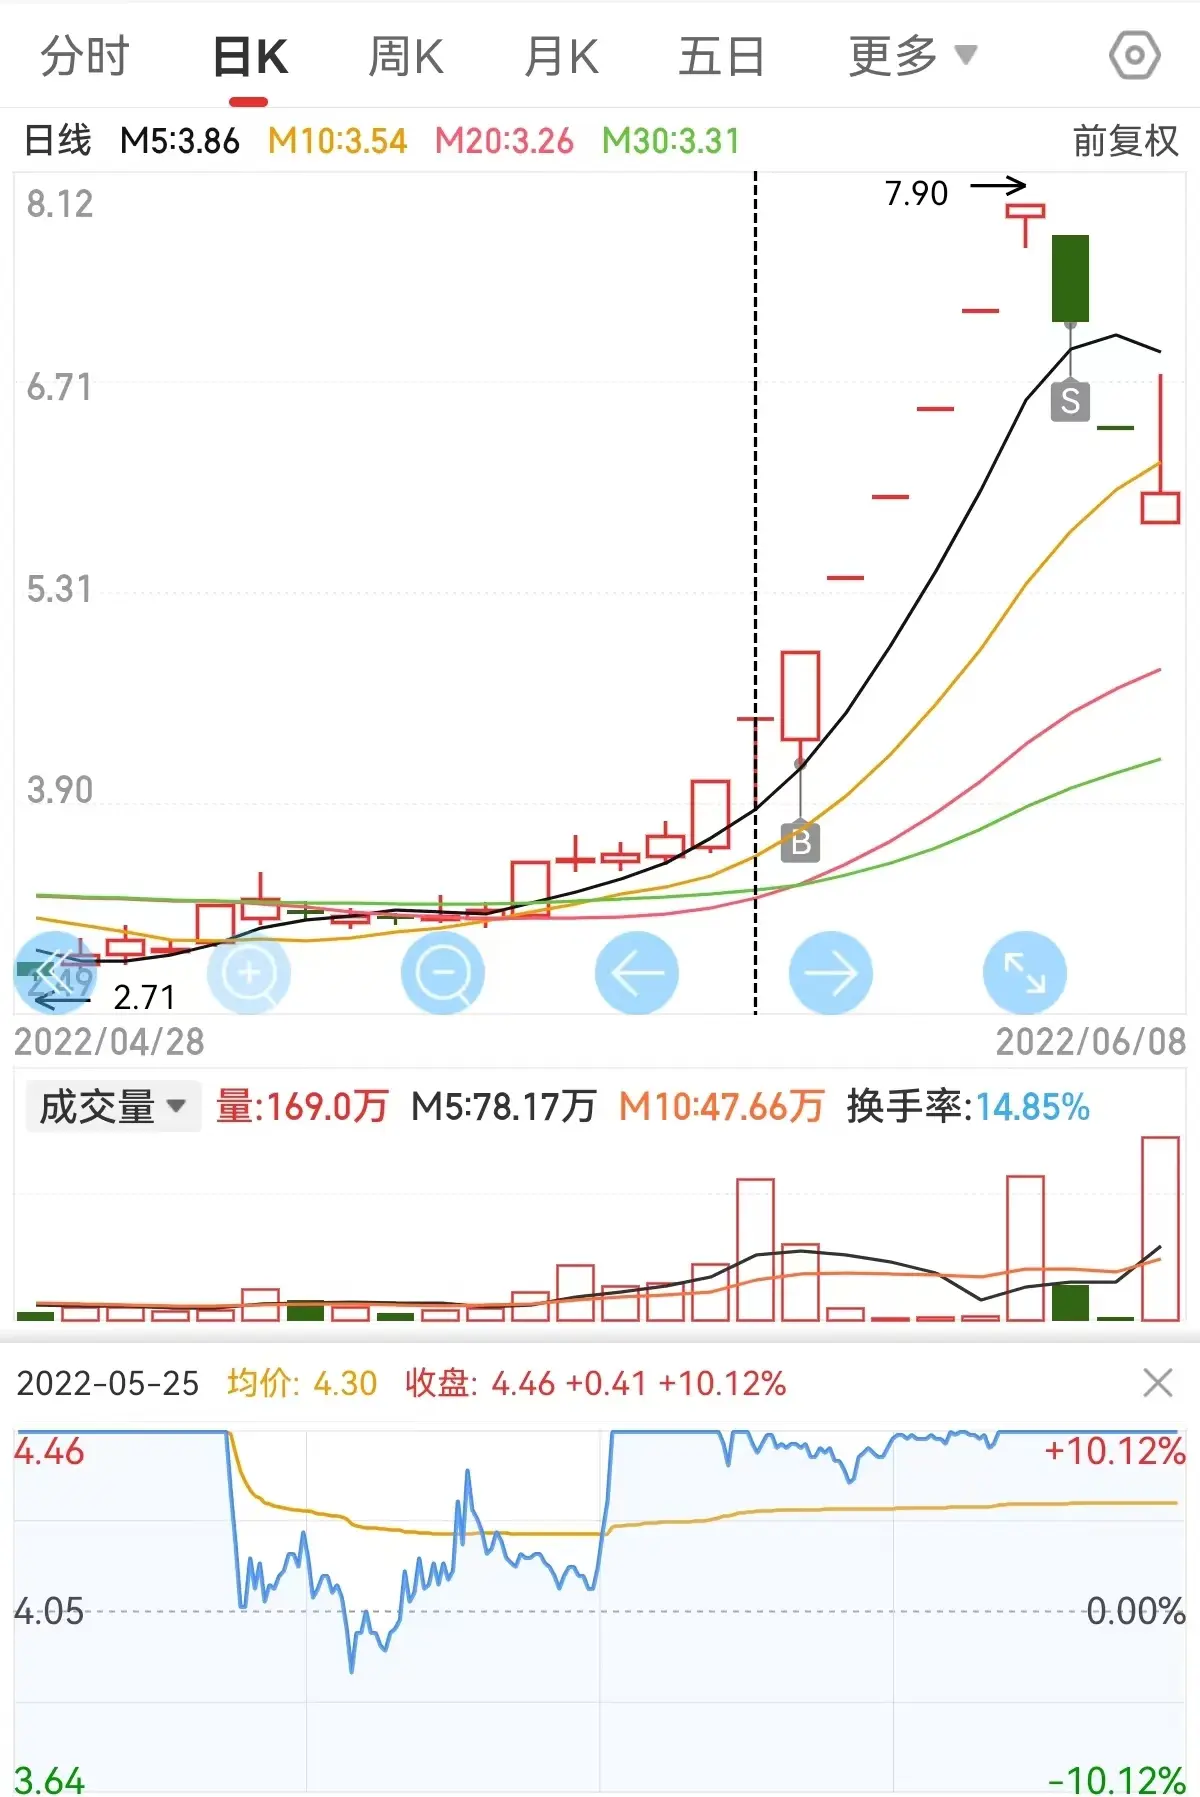 分时 日K 周K 月K 五日 更多
日线 M5:3.86 M10:3.54 M20:3.26 M30:3.31 前复权
8.12
7.90
6.71
S
5.31
3.90
B
2.49
2.71
2022/04/28 2022/06/08
成交量 量:169.0万 M5:78.17万 M10:47.66万 换手率:14.85%
2022-05-25 均价: 4.30 收盘: 4.46 +0.41 +10.12%
4.46 +10.12%
4.05 0.00%
3.64 -10.12%